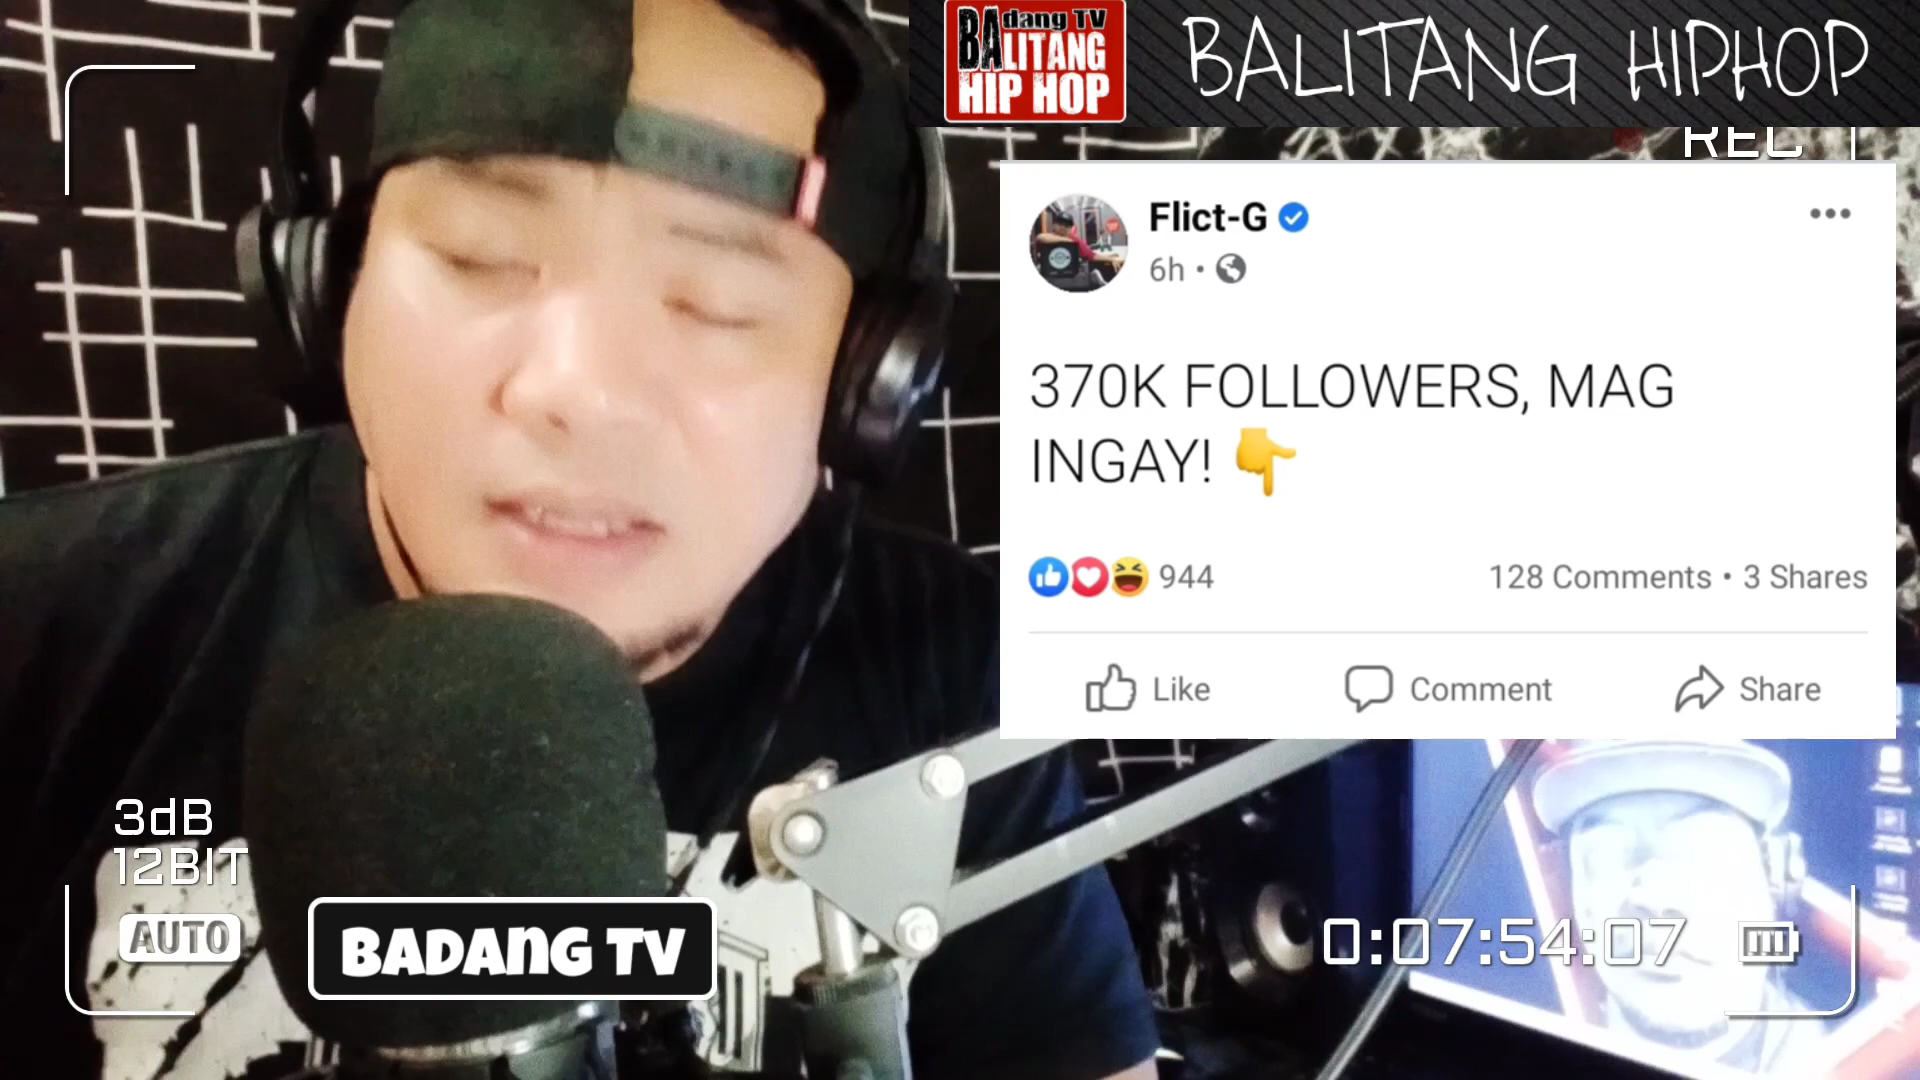 BAdang TV
BALITANG
HIP HOP
BALITANG HIPHOP
REC
Flict-G
6h •
370K FOLLOWERS, MAG
INGAY! 👇
944
128 Comments • 3 Shares
Like
Comment
Share
3dB
12BIT
AUTO
BADANG TV
0:07:54:07